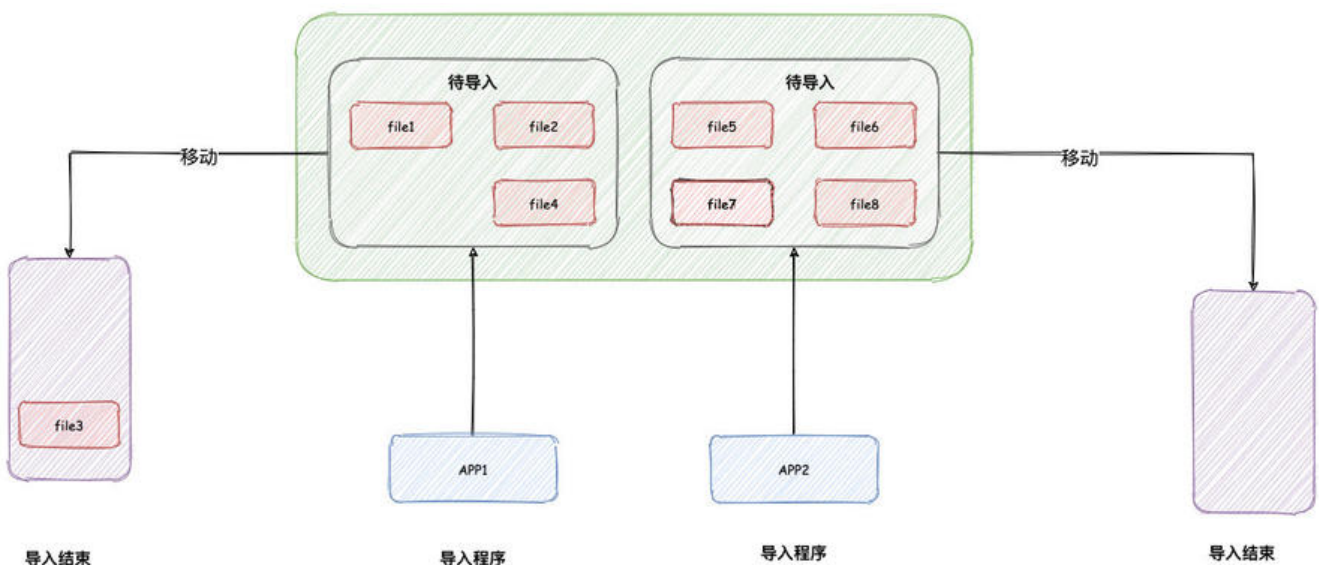 待导入
file1
file2
file4
待导入
file5
file6
file7
file8
移动
移动
file3
APP1
APP2
导入结束
导入程序
导入程序
导入结束